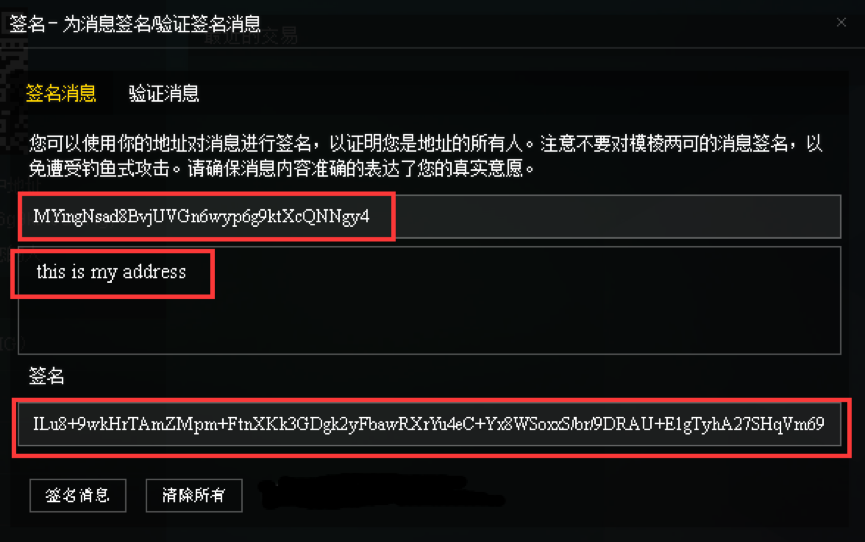 签名 - 为消息签名/验证签名消息
最近的交易
签名消息 验证消息
您可以使用你的地址对消息进行签名，以证明您是地址的所有人。注意不要对模棱两可的消息签名，以
免遭受钓鱼式攻击。请确保消息内容准确的表达了您的真实意愿。
MYingNsad8BvjUVGn6wyp6g9ktXcQNNgy4
this is my address
签名
ILu8+9wkHrTAmZMpm+FtnXKk3GDgk2yFbawRXrYu4eC+Yx8WSoxxS/br/9DRAU+E1gTyhA27SHqVm69
签名消息 清除所有